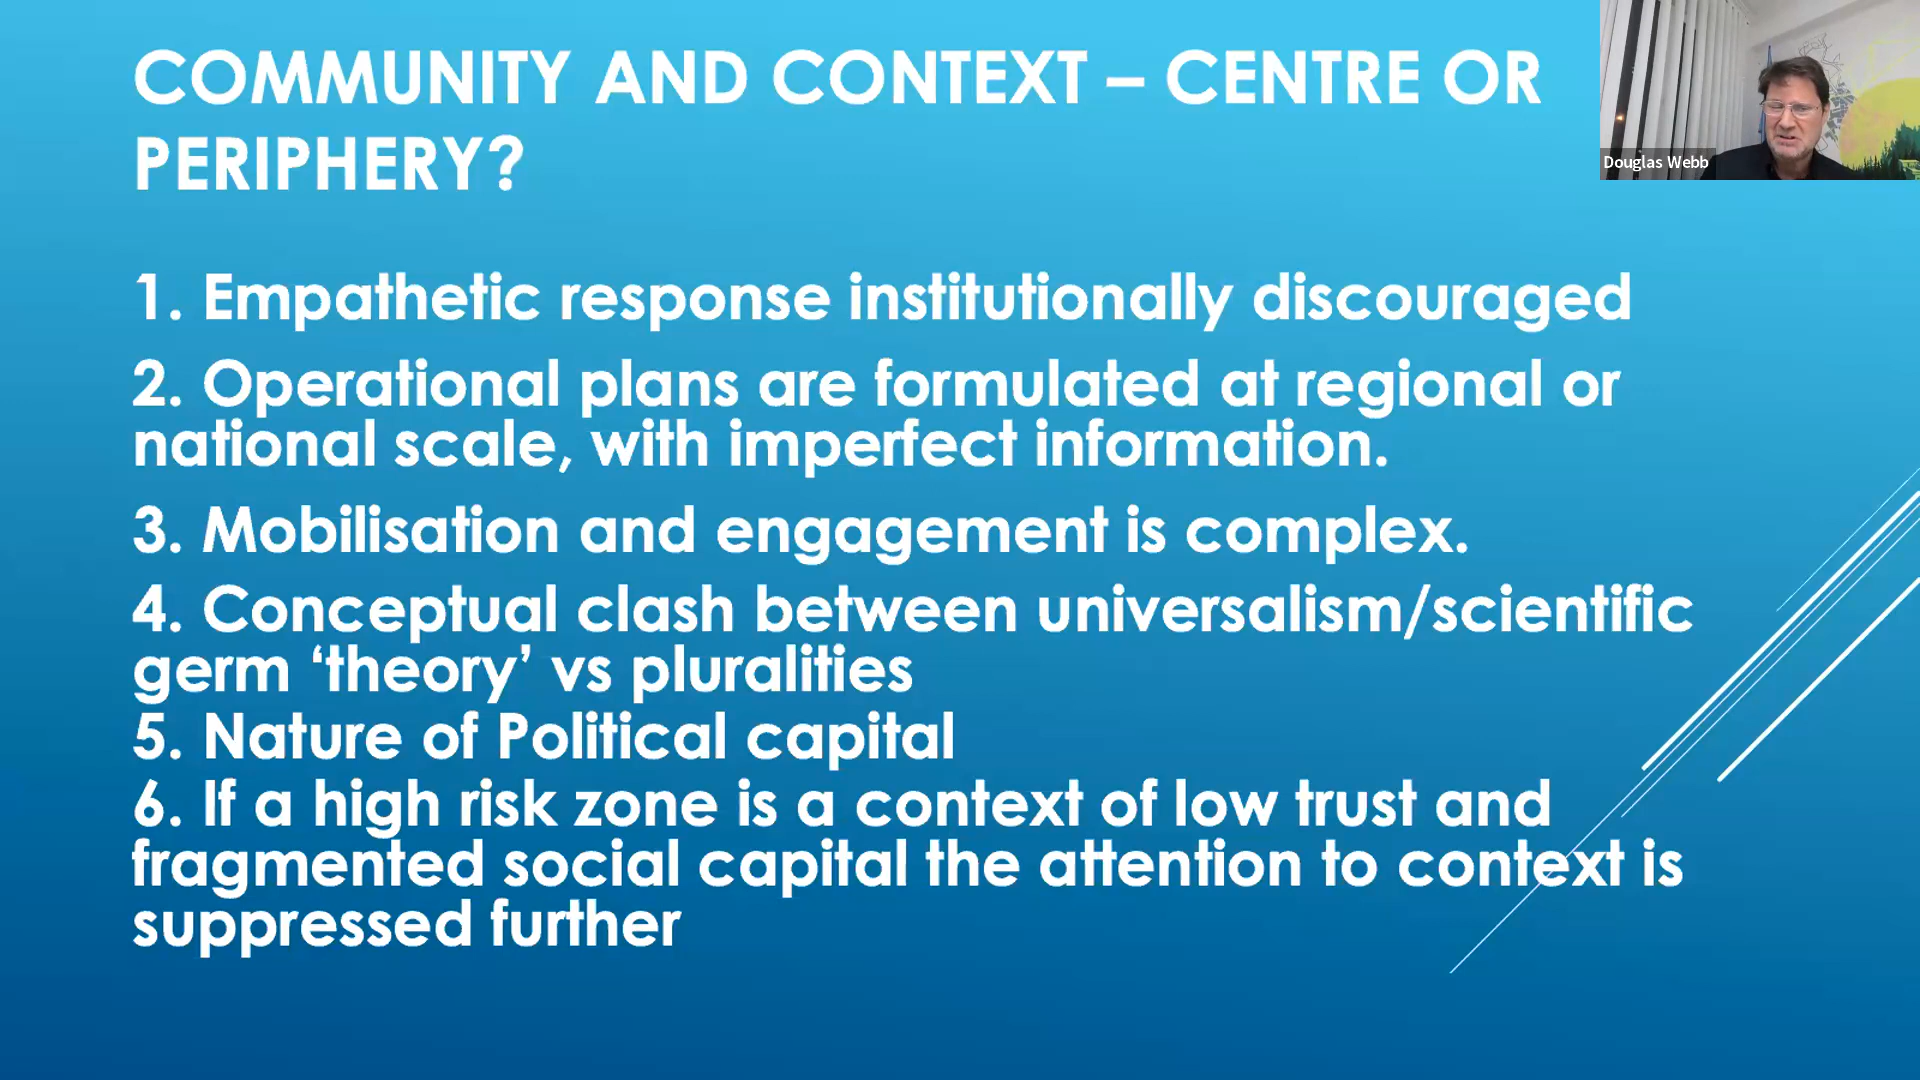 COMMUNITY AND CONTEXT – CENTRE OR
PERIPHERY?
Douglas Webb
1. Empathetic response institutionally discouraged
2. Operational plans are formulated at regional or
national scale, with imperfect information.
3. Mobilisation and engagement is complex.
4. Conceptual clash between universalism/scientific
germ ‘theory’ vs pluralities
5. Nature of Political capital
6. If a high risk zone is a context of low trust and
fragmented social capital the attention to context is
suppressed further